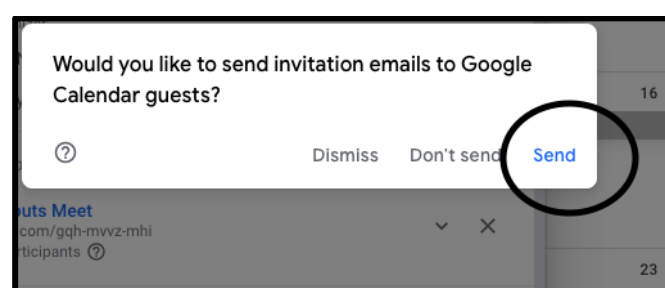 Would you like to send invitation emails to Google
Calendar guests?
Dismiss Don't send Send
16
outs Meet
com/gqh-mvvz-mhi
rticipants
23